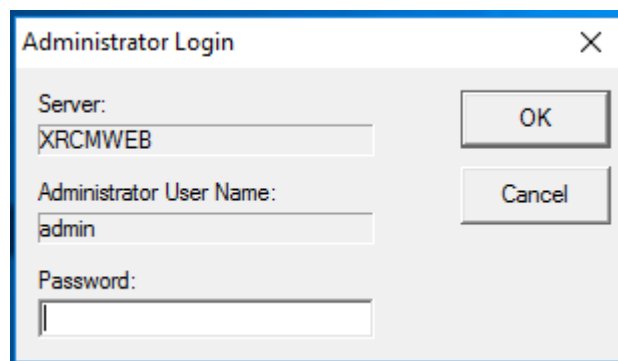 Administrator Login
Server:
XRCMWEB
OK
Administrator User Name:
admin
Cancel
Password: